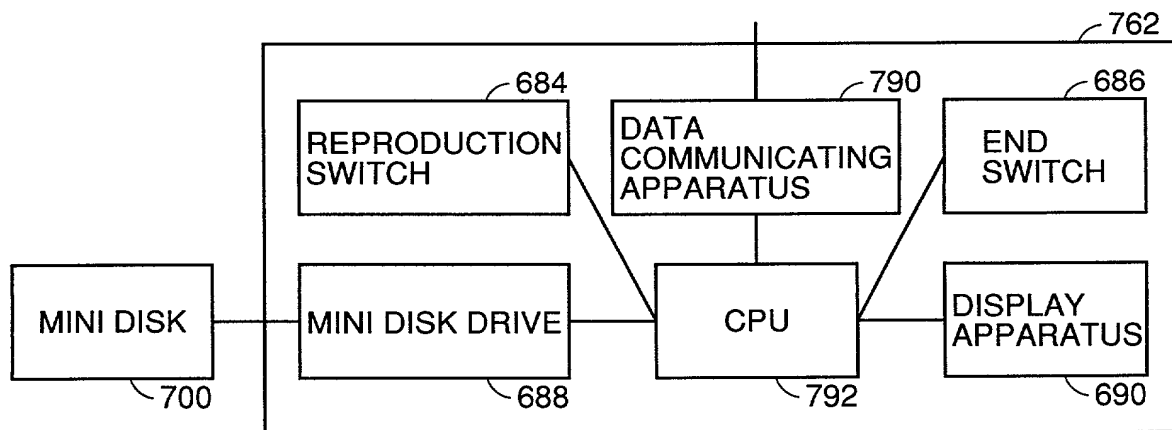 762
684
790
686
REPRODUCTION
SWITCH
DATA
COMMUNICATING
APPARATUS
END
SWITCH
MINI DISK
MINI DISK DRIVE
CPU
DISPLAY
APPARATUS
700
688
792
690